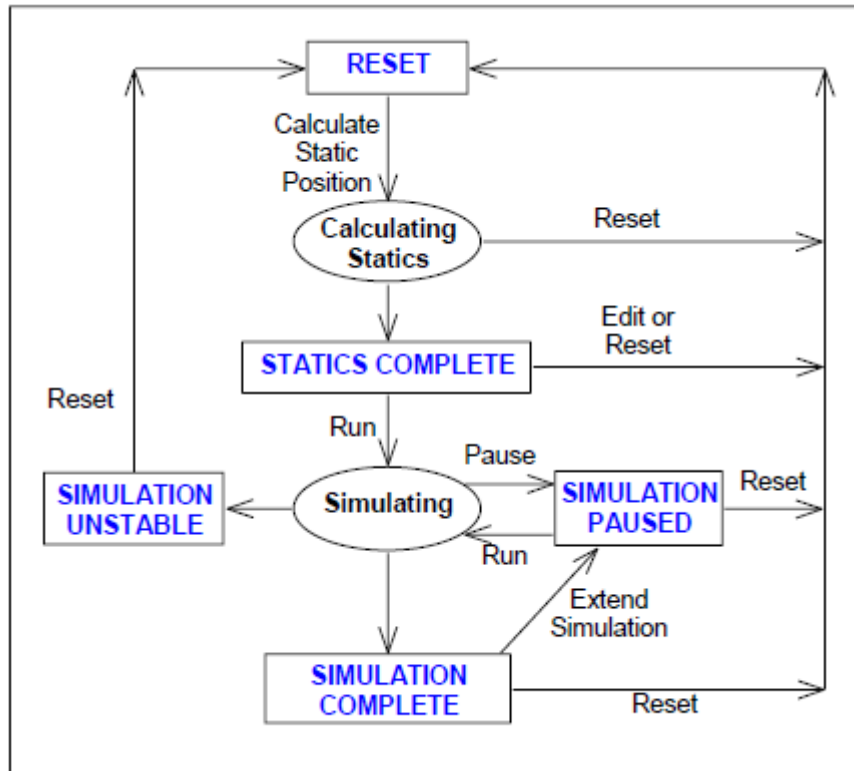 RESET
Calculate
Static
Position
Calculating
Statics
Reset
STATICS COMPLETE
Edit or
Reset
Reset
Run
SIMULATION
UNSTABLE
Simulating
Pause
Run
SIMULATION
PAUSED
Reset
Extend
Simulation
SIMULATION
COMPLETE
Reset